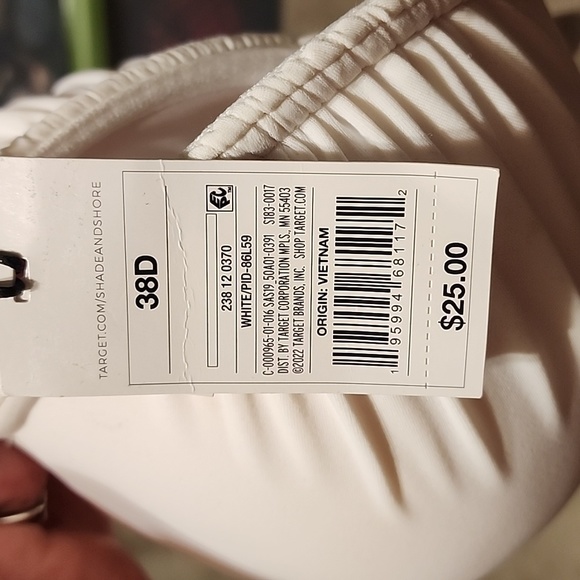 TARGET.COM/SHADEANDSHORE
38D
238 12 0370
WHITE/PID-86L59
C-000965-01-016 SAS19_50A01-0391 S183-0017
DIST. BY TARGET CORPORATION MPLS., MN 55403
©2022 TARGET BRANDS, INC. SHOP TARGET.COM
ORIGIN: VIETNAM
1 95994 68117 2
$25.00